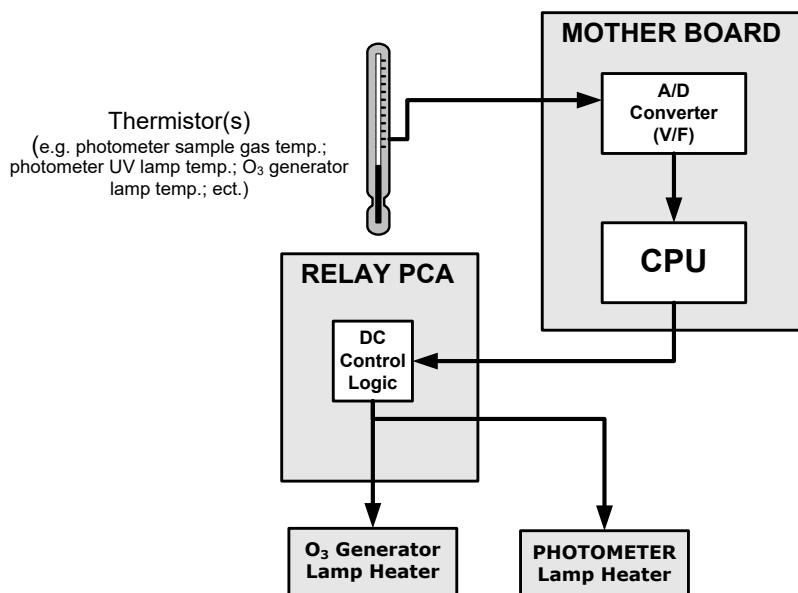 MOTHER BOARD
A/D
Converter
(V/F)
Thermistor(s)
(e.g. photometer sample gas temp.;
photometer UV lamp temp.; O₃ generator
lamp temp.; ect.)
CPU
RELAY PCA
DC
Control
Logic
O₃ Generator
Lamp Heater
PHOTOMETER
Lamp Heater